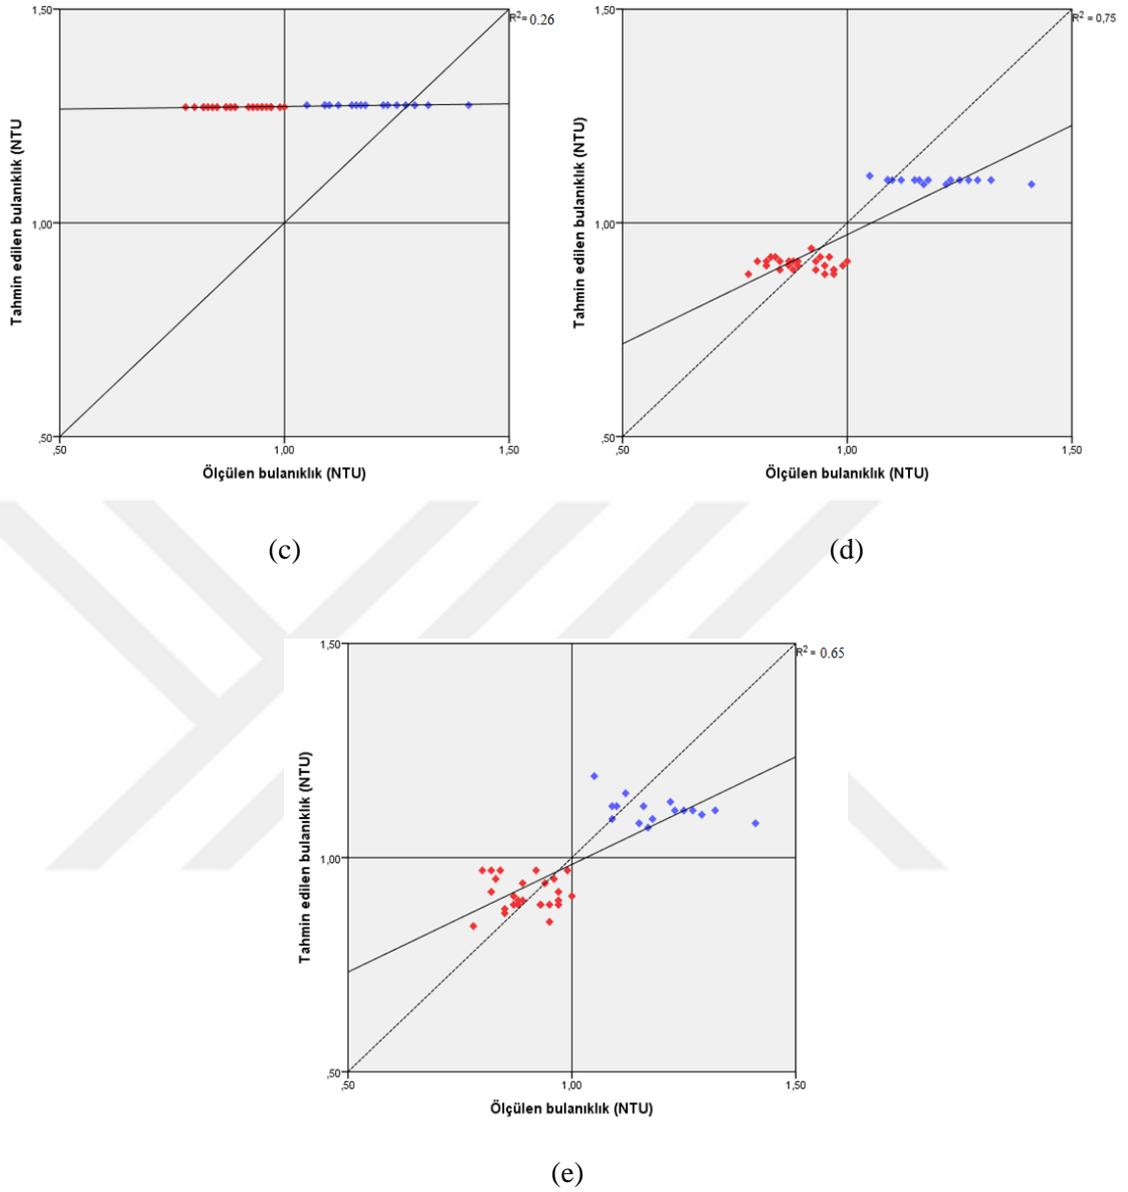 1,50
R²= 0.26
Tahmin edilen bulanıklık (NTU
1,00
,50
,50
1,00
1,50
Ölçülen bulanıklık (NTU)
(c)
1,50
R² = 0,75
Tahmin edilen bulanıklık (NTU)
1,00
,50
,50
1,00
1,50
Ölçülen bulanıklık (NTU)
(d)
1,50
R² = 0.65
Tahmin edilen bulanıklık (NTU)
1,00
,50
,50
1,00
1,50
Ölçülen bulanıklık (NTU)
(e)